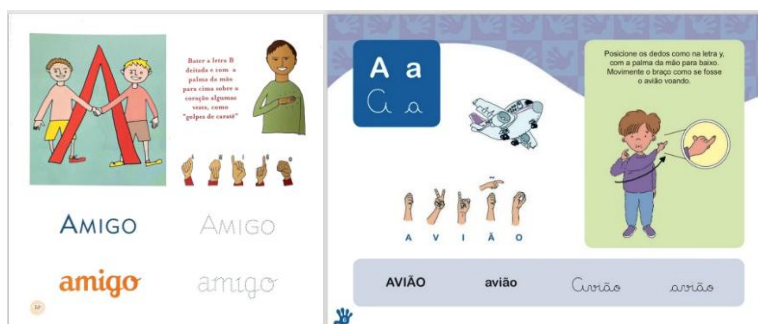 A
Bater a letra B
deitada e com a
palma da mão
para cima sobre o
coração algumas
vezes, como
"golpes de caratê"
A M I G O
AMIGO
AMIGO
amigo
amigo
A a
A a
Posicione os dedos como na letra y,
com a palma da mão para baixo.
Movimente o braço como se fosse
o avião voando.
A V I Ã O
AVIÃO avião Avião avião